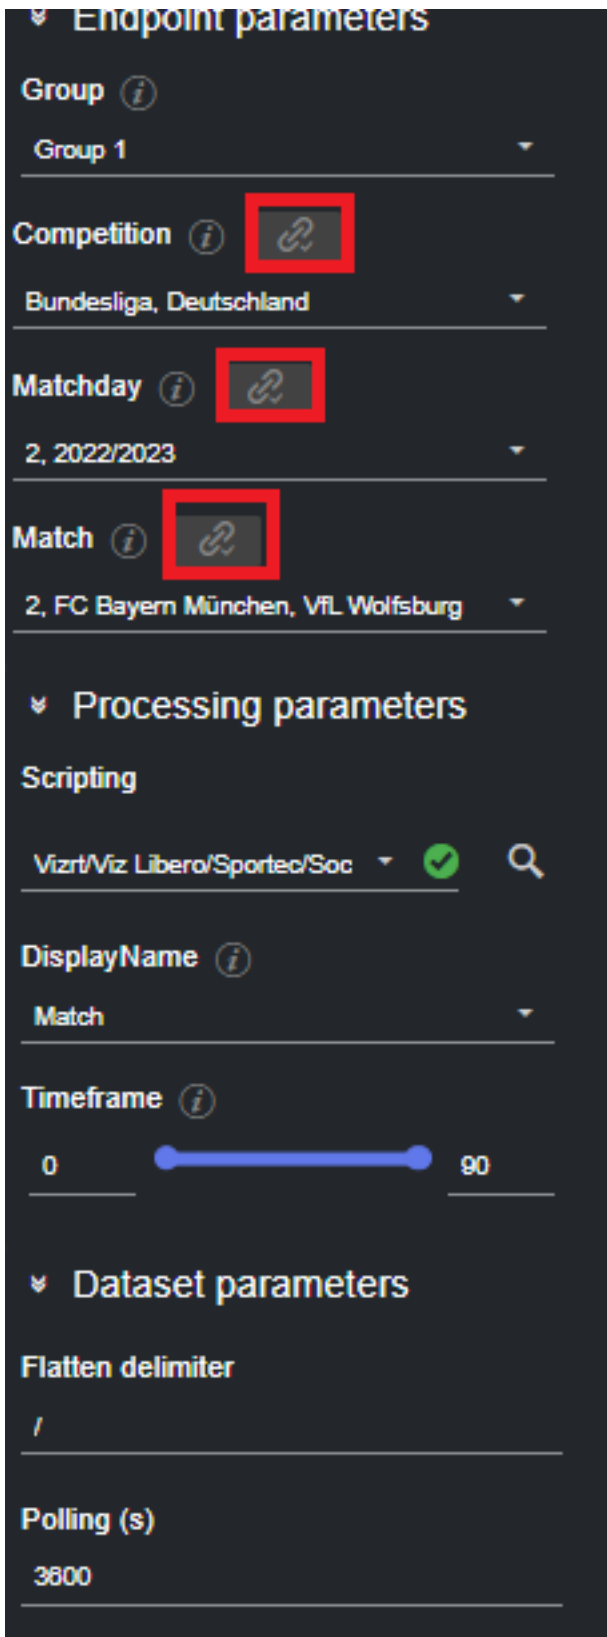 Endpoint parameters
Group
Group 1
Competition
Bundesliga, Deutschland
Matchday
2, 2022/2023
Match
2, FC Bayern München, VfL Wolfsburg
Processing parameters
Scripting
Vizrt/Viz Libero/Sportec/Soc
DisplayName
Match
Timeframe
0 90
Dataset parameters
Flatten delimiter
/
Polling (s)
3600